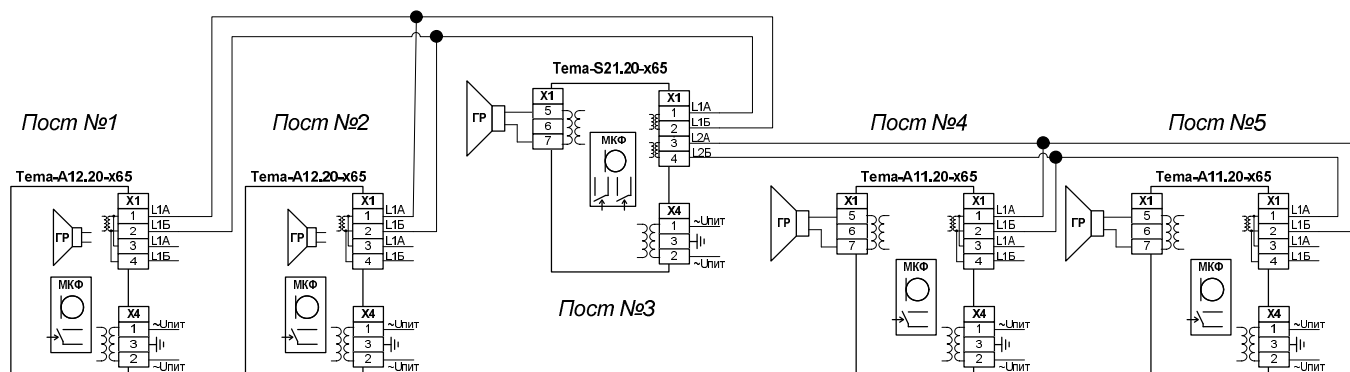 Tema-S21.20-x65
Пост №1
Пост №2
Пост №4
Пост №5
X1
5
6
7
ГР
МКФ
X1
1 L1А
2 L1Б
3 L2А
4 L2Б
X4
1 ~Uпит
3
2 ~Uпит
Пост №3
Tema-A12.20-x65
ГР
X1
1 L1А
2 L1Б
3 L1А
4 L1Б
МКФ
X4
1 ~Uпит
3
2 ~Uпит
Tema-A12.20-x65
ГР
X1
1 L1А
2 L1Б
3 L1А
4 L1Б
МКФ
X4
1 ~Uпит
3
2 ~Uпит
Tema-A11.20-x65
ГР
X1
5
6
7
X1
1 L1А
2 L1Б
3 L1А
4 L1Б
МКФ
X4
1 ~Uпит
3
2 ~Uпит
Tema-A11.20-x65
ГР
X1
5
6
7
X1
1 L1А
2 L1Б
3 L1А
4 L1Б
МКФ
X4
1 ~Uпит
3
2 ~Uпит